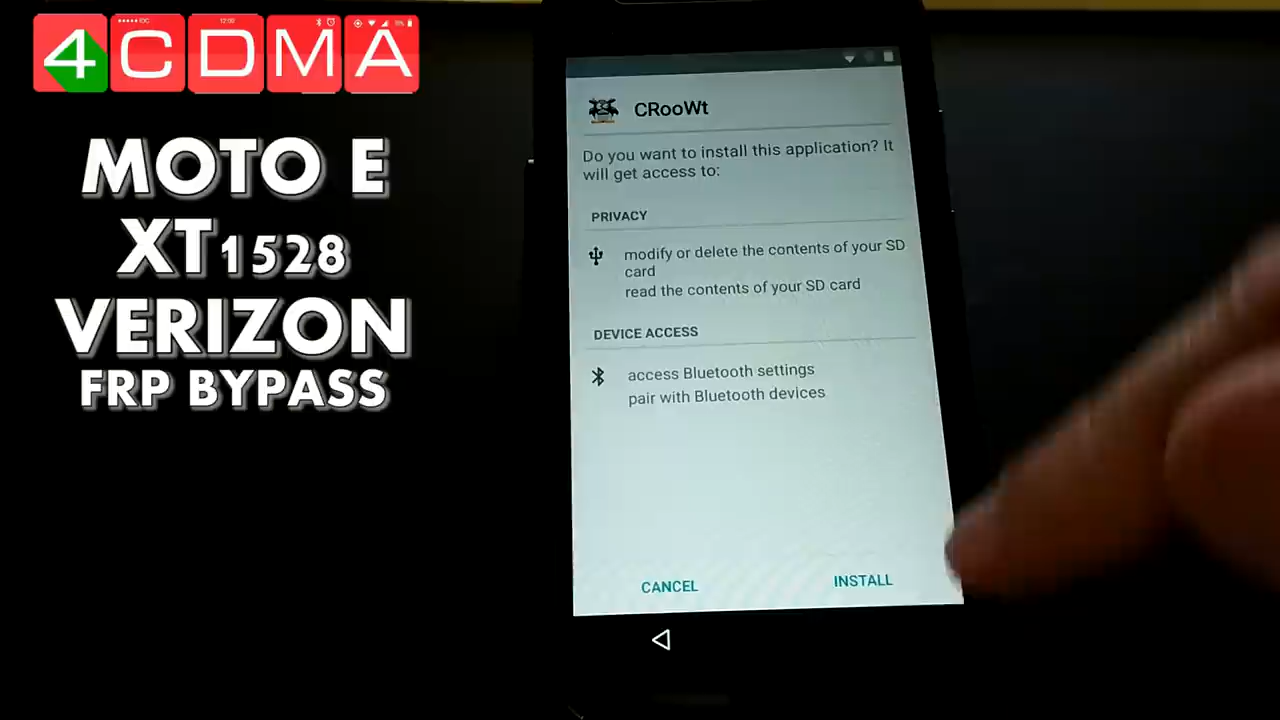 4CDMA
MOTO E
XT1528
VERIZON
FRP BYPASS
CRooWt
Do you want to install this application? It
will get access to:
PRIVACY
modify or delete the contents of your SD
card
read the contents of your SD card
DEVICE ACCESS
access Bluetooth settings
pair with Bluetooth devices
CANCEL
INSTALL